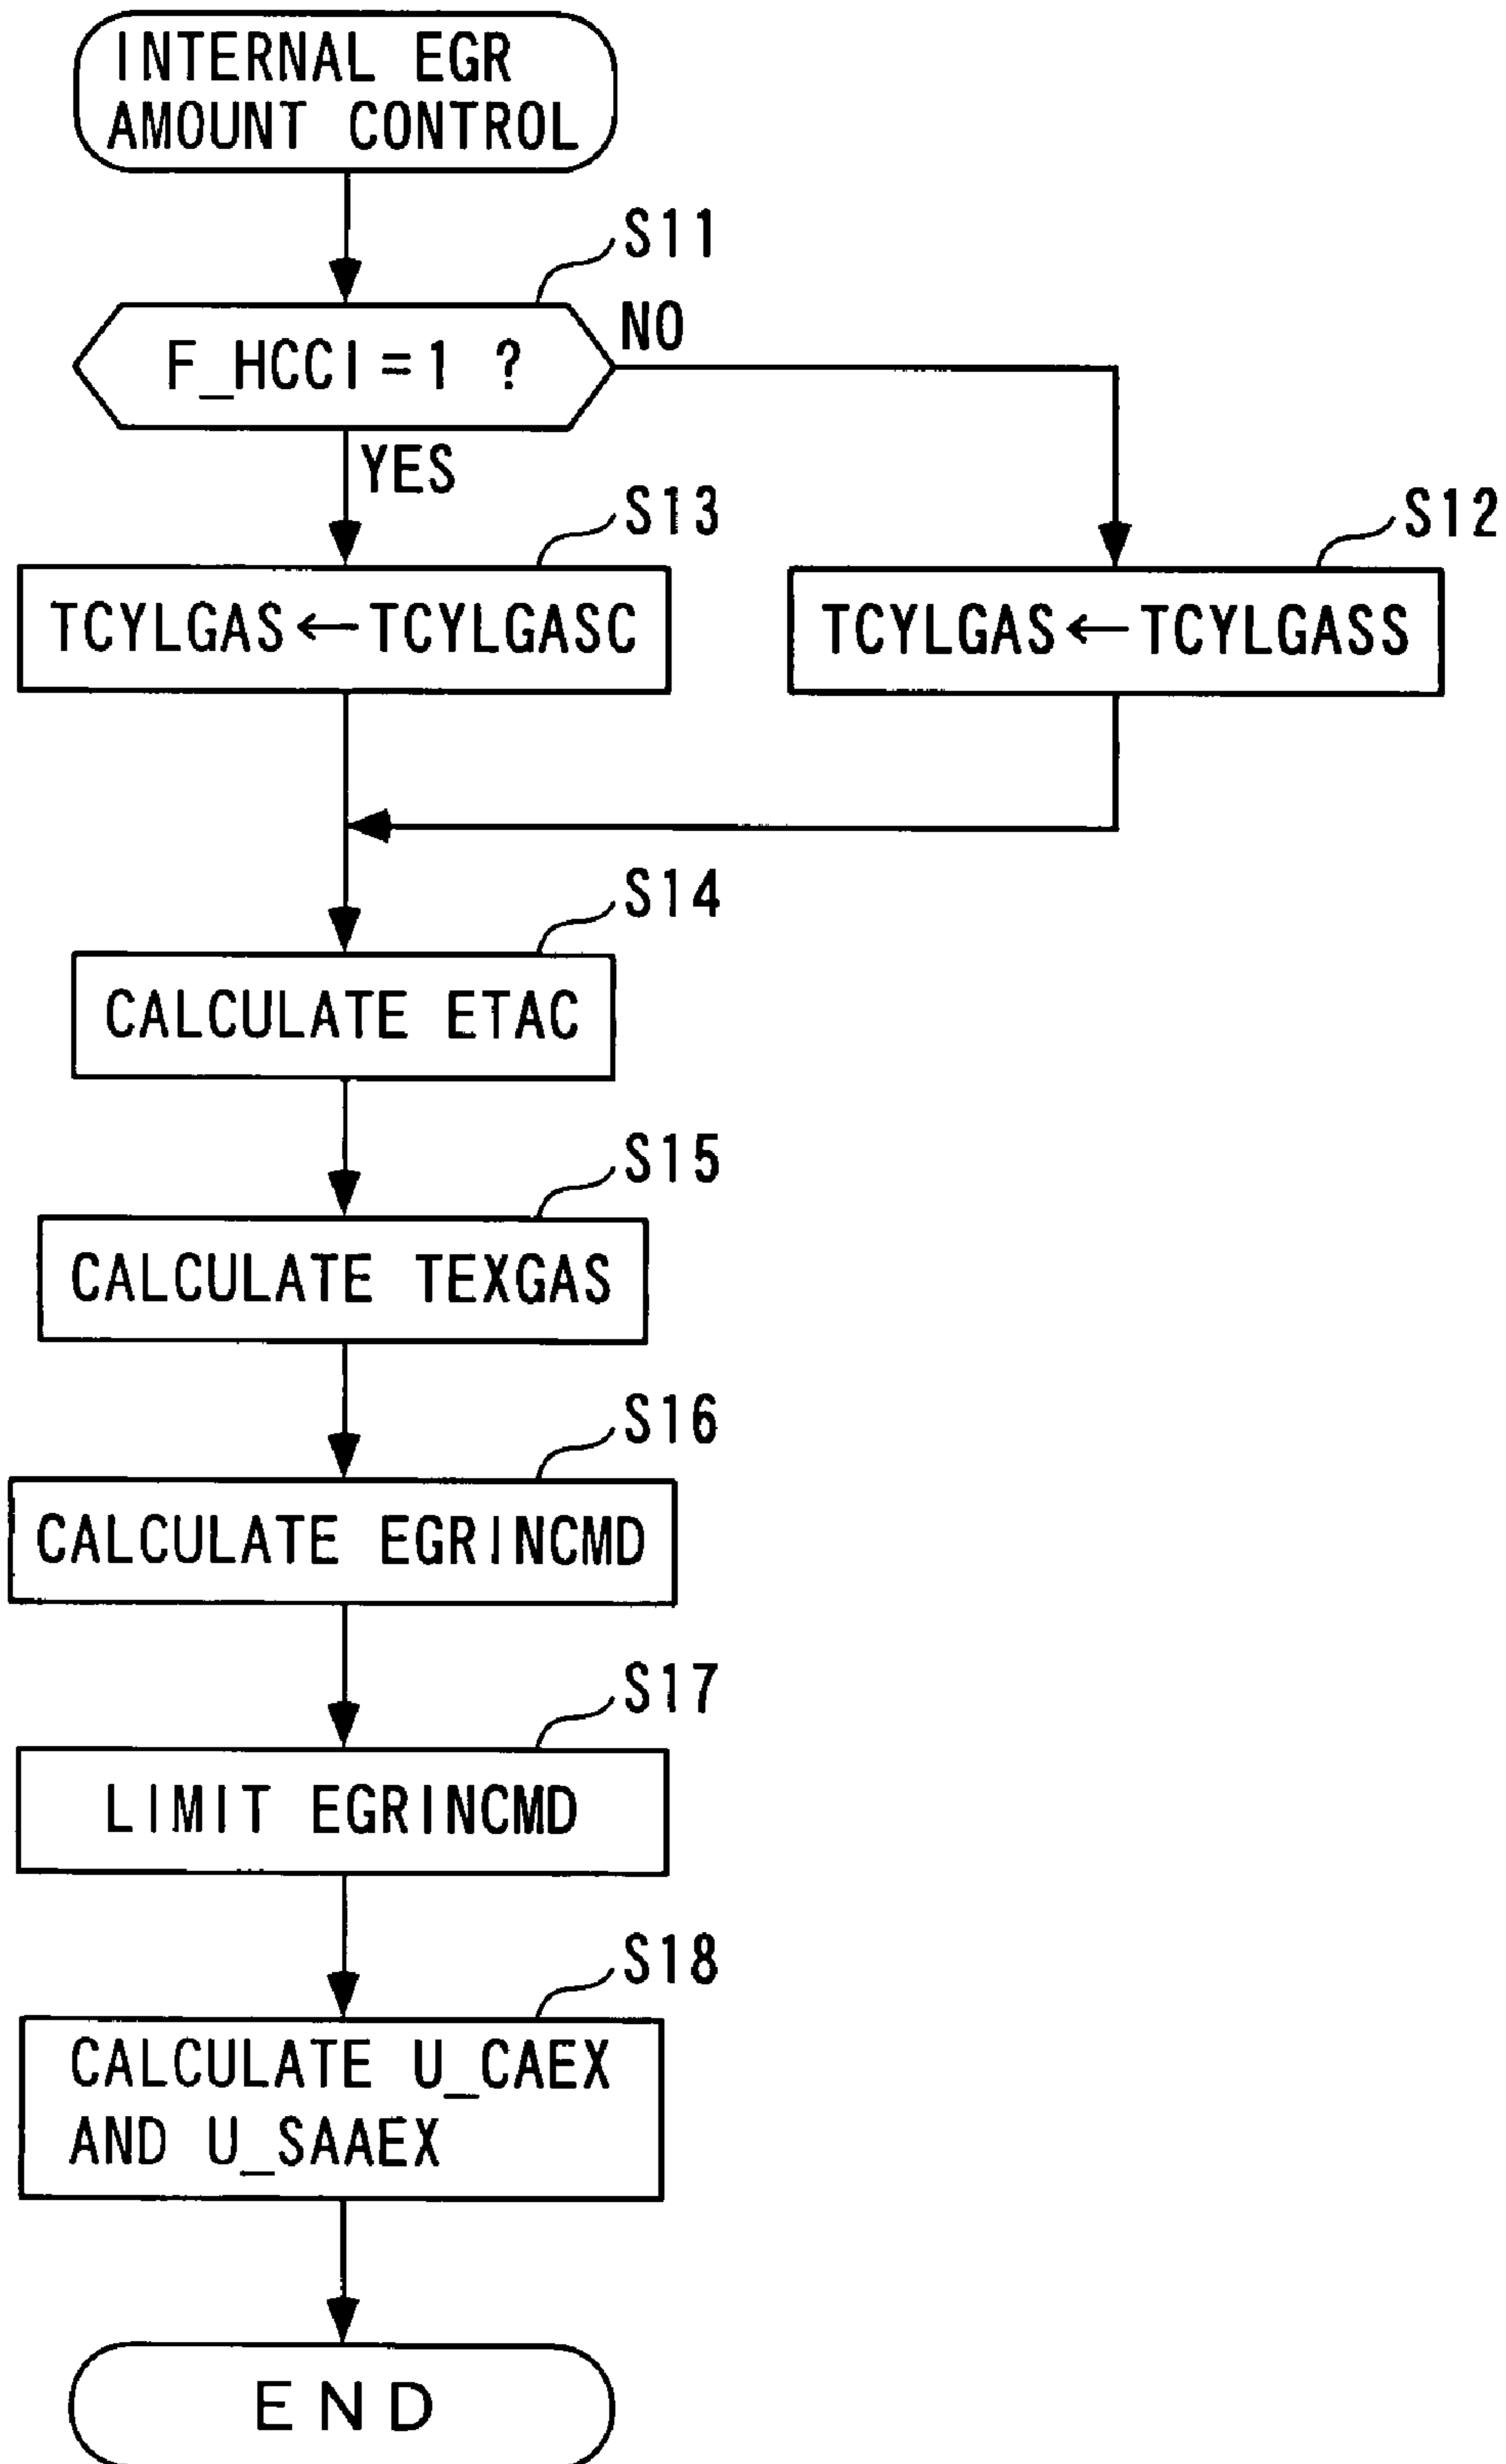 INTERNAL EGR
AMOUNT CONTROL
S11
F_HCCI=1 ?
NO
YES
S13
TCYLGAS←TCYLGASC
S12
TCYLGAS←TCYLGASS
S14
CALCULATE ETAC
S15
CALCULATE TEXGAS
S16
CALCULATE EGRINCMD
S17
LIMIT EGRINCMD
S18
CALCULATE U_CAEX
AND U_SAAEX
END